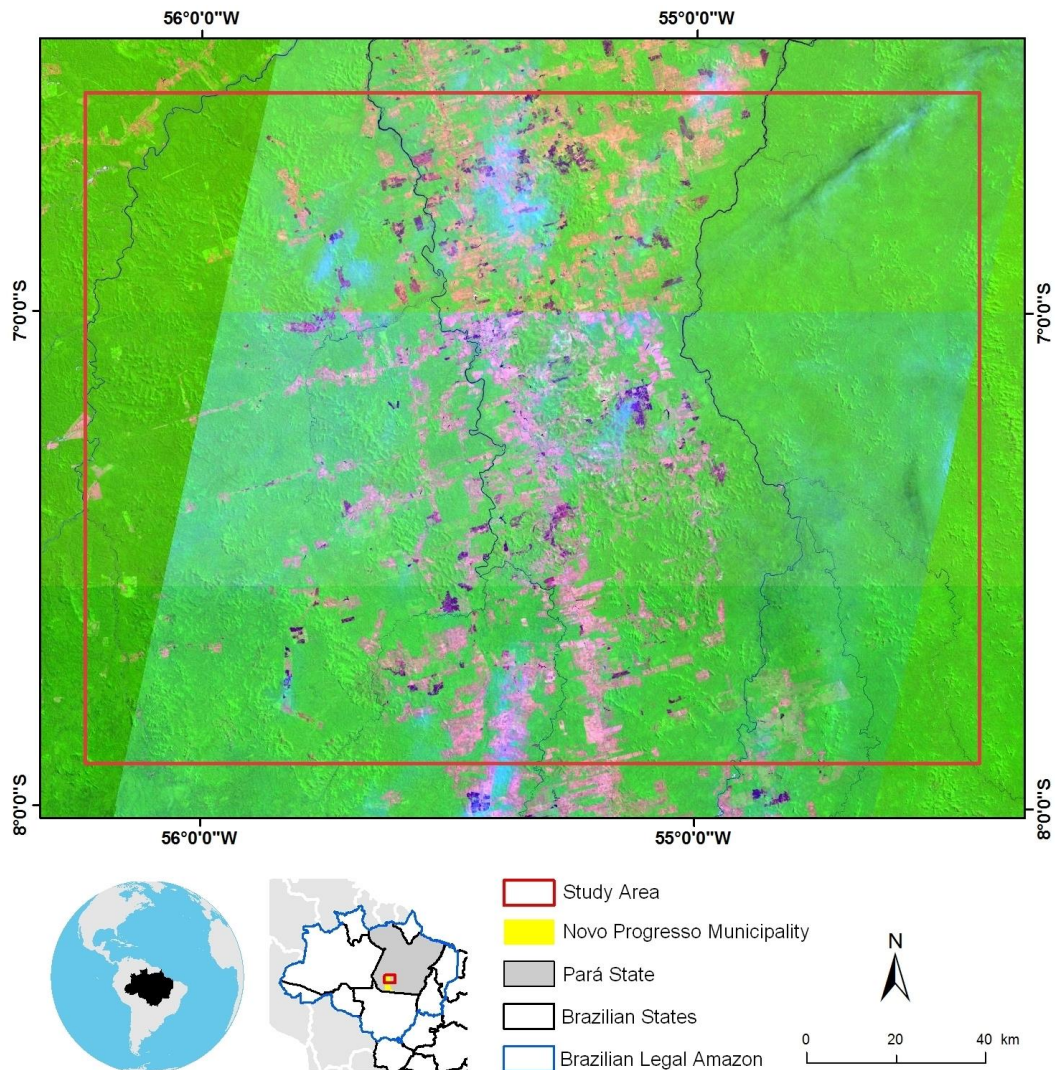 56°0'0"W 55°0'0"W
7°0'0"S 7°0'0"S
8°0'0"S 8°0'0"S
56°0'0"W 55°0'0"W
Study Area
Novo Progresso Municipality
Pará State
Brazilian States
Brazilian Legal Amazon
N
0 20 40 km